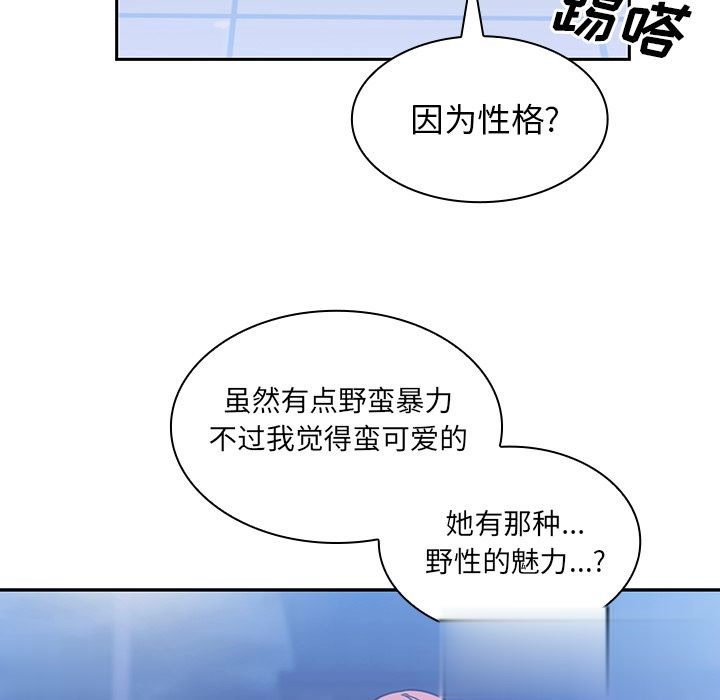 踢嗒
因为性格?
虽然有点野蛮暴力
不过我觉得蛮可爱的
她有那种...
野性的魅力...?